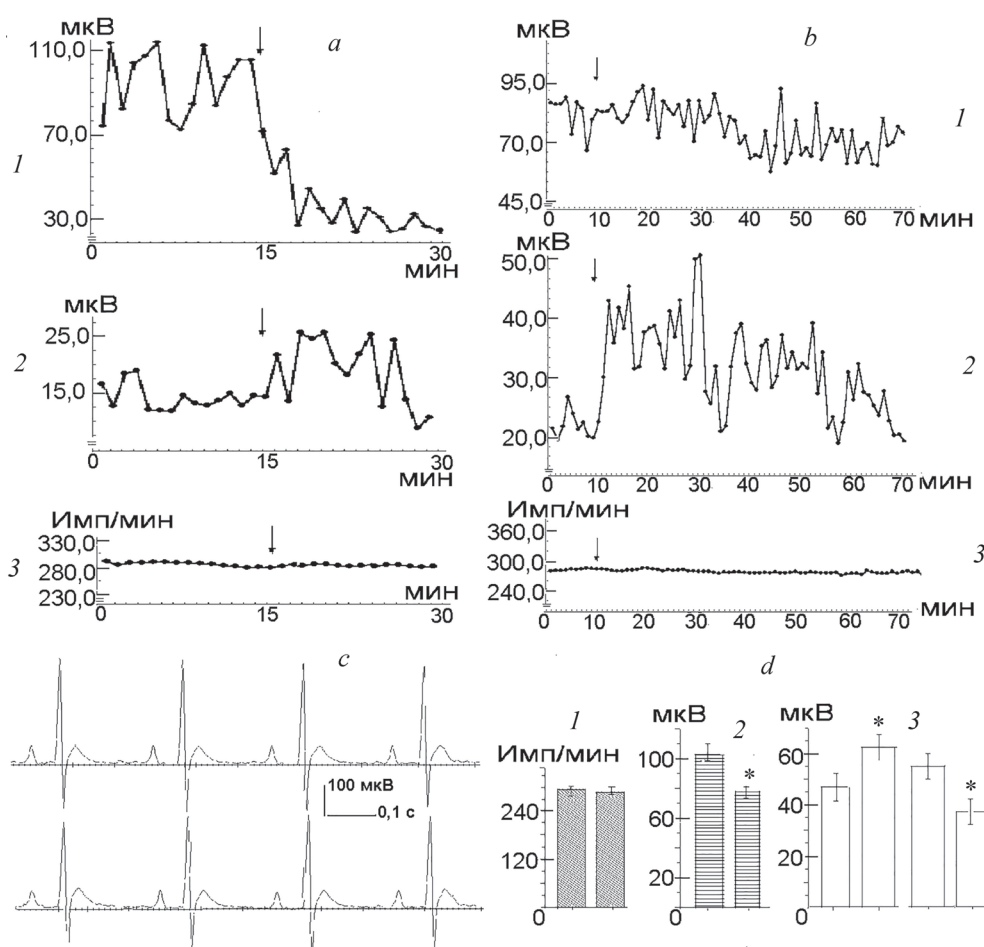 a
мкВ
110,0
70,0
30,0
1
0 15 30
мин
мкВ
25,0
15,0
2
0 15 30
мин
Имп/мин
330,0
280,0
230,0
3
мин
0 15 30
b
мкВ
95,0
70,0
45,0
1
0 10 20 30 40 50 60 70
мин
мкВ
50,0
40,0
30,0
20,0
2
0 10 20 30 40 50 60 70 мин
Имп/мин
360,0
300,0
240,0
3
0 10 20 30 40 50 60 70
мин
c
100 мкВ
0,1 с
d
1
Имп/мин
240
120
0
мкВ 2
100
*
60
20
0
мкВ * 3
60
*
40
20
0